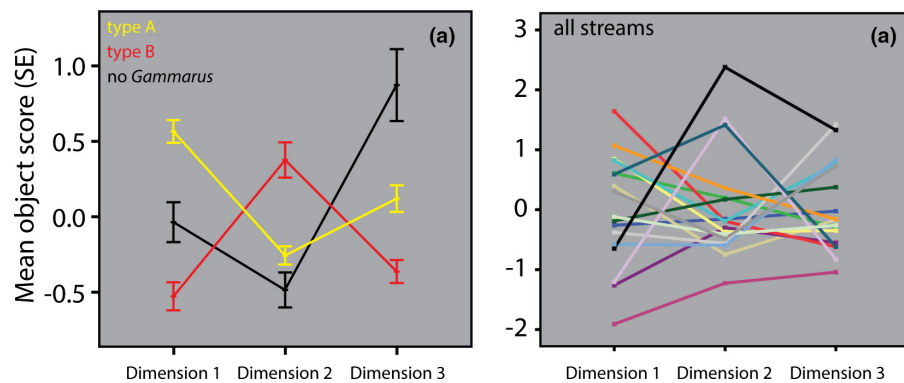 Mean object score (SE)
type A
type B
no Gammarus
(a)
1.0
0.5
0.0
-0.5
Dimension 1 Dimension 2 Dimension 3
all streams
(a)
3
2
1
0
-1
-2
Dimension 1 Dimension 2 Dimension 3